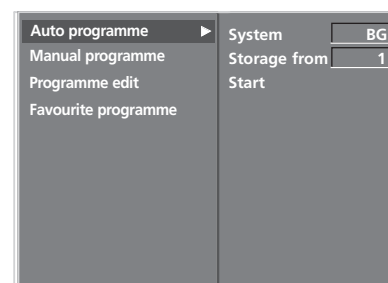 Auto programme
Manual programme
Programme edit
Favourite programme
System BG
Storage from 1
Start